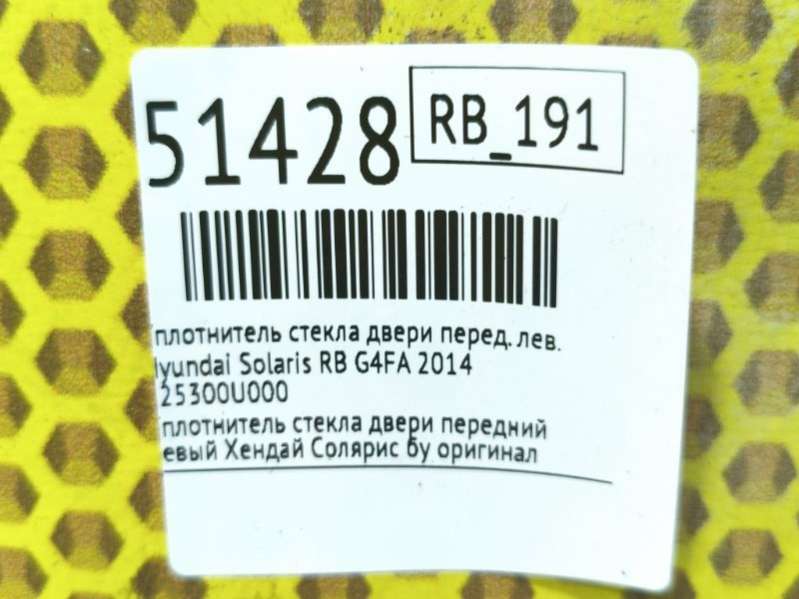 51428
RB_191
плотнитель стекла двери перед. лев.
yundai Solaris RB G4FA 2014
25300U000
плотнитель стекла двери передний
евый Хендай Солярис бу оригинал